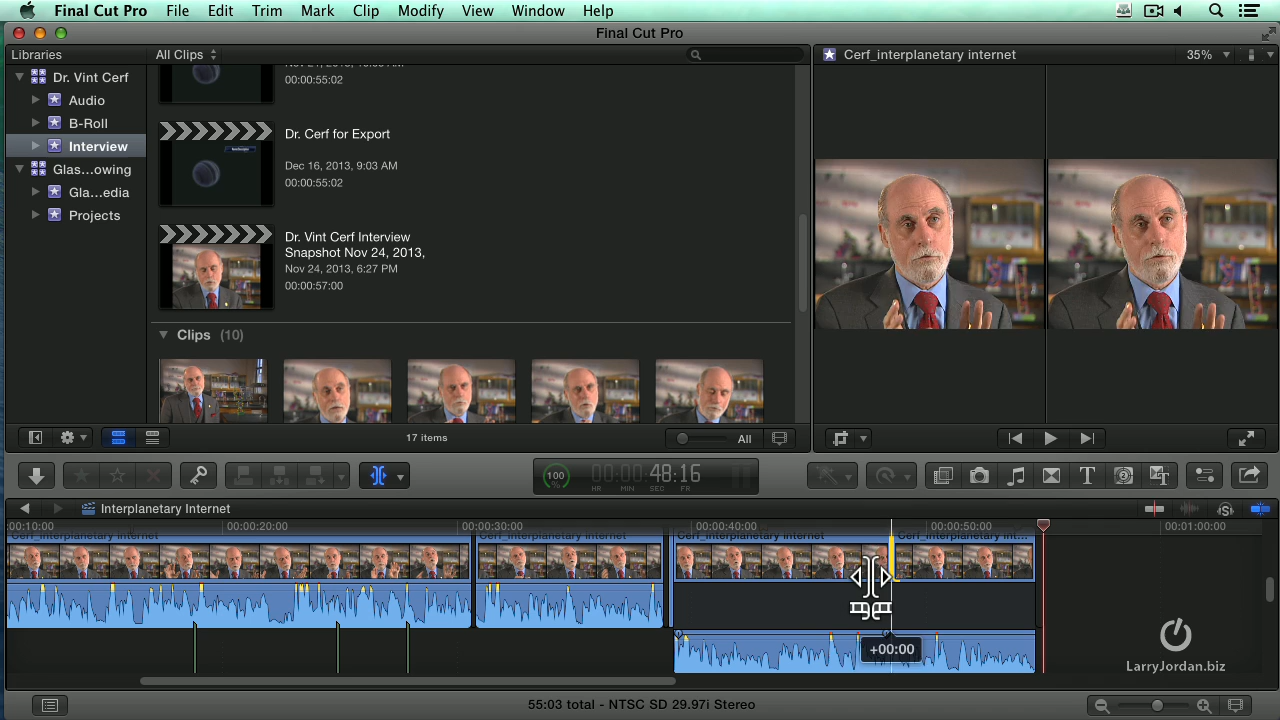 Final Cut Pro File Edit Trim Mark Clip Modify View Window Help
Final Cut Pro
Libraries
All Clips
Cerf_interplanetary internet
35%
Dr. Vint Cerf
Audio
B-Roll
Interview
Glas...owing
Gla...edia
Projects
00:00:55:02
Dr. Cerf for Export
Dec 16, 2013, 9:03 AM
00:00:55:02
Dr. Vint Cerf Interview
Snapshot Nov 24, 2013,
Nov 24, 2013, 6:27 PM
00:00:57:00
Clips (10)
17 items
All
100
%
00:00:48:16
HR MIN SEC FR
Interplanetary Internet
:00:10:00 00:00:20:00 00:00:30:00 00:00:40:00 00:00:50:00 00:01:00:00
Cerf_interplanetary internet
Cerf_interplanetary internet
Cerf_interplanetary internet
Cerf_interplanetary int...
+00:00
LarryJordan.biz
55:03 total - NTSC SD 29.97i Stereo